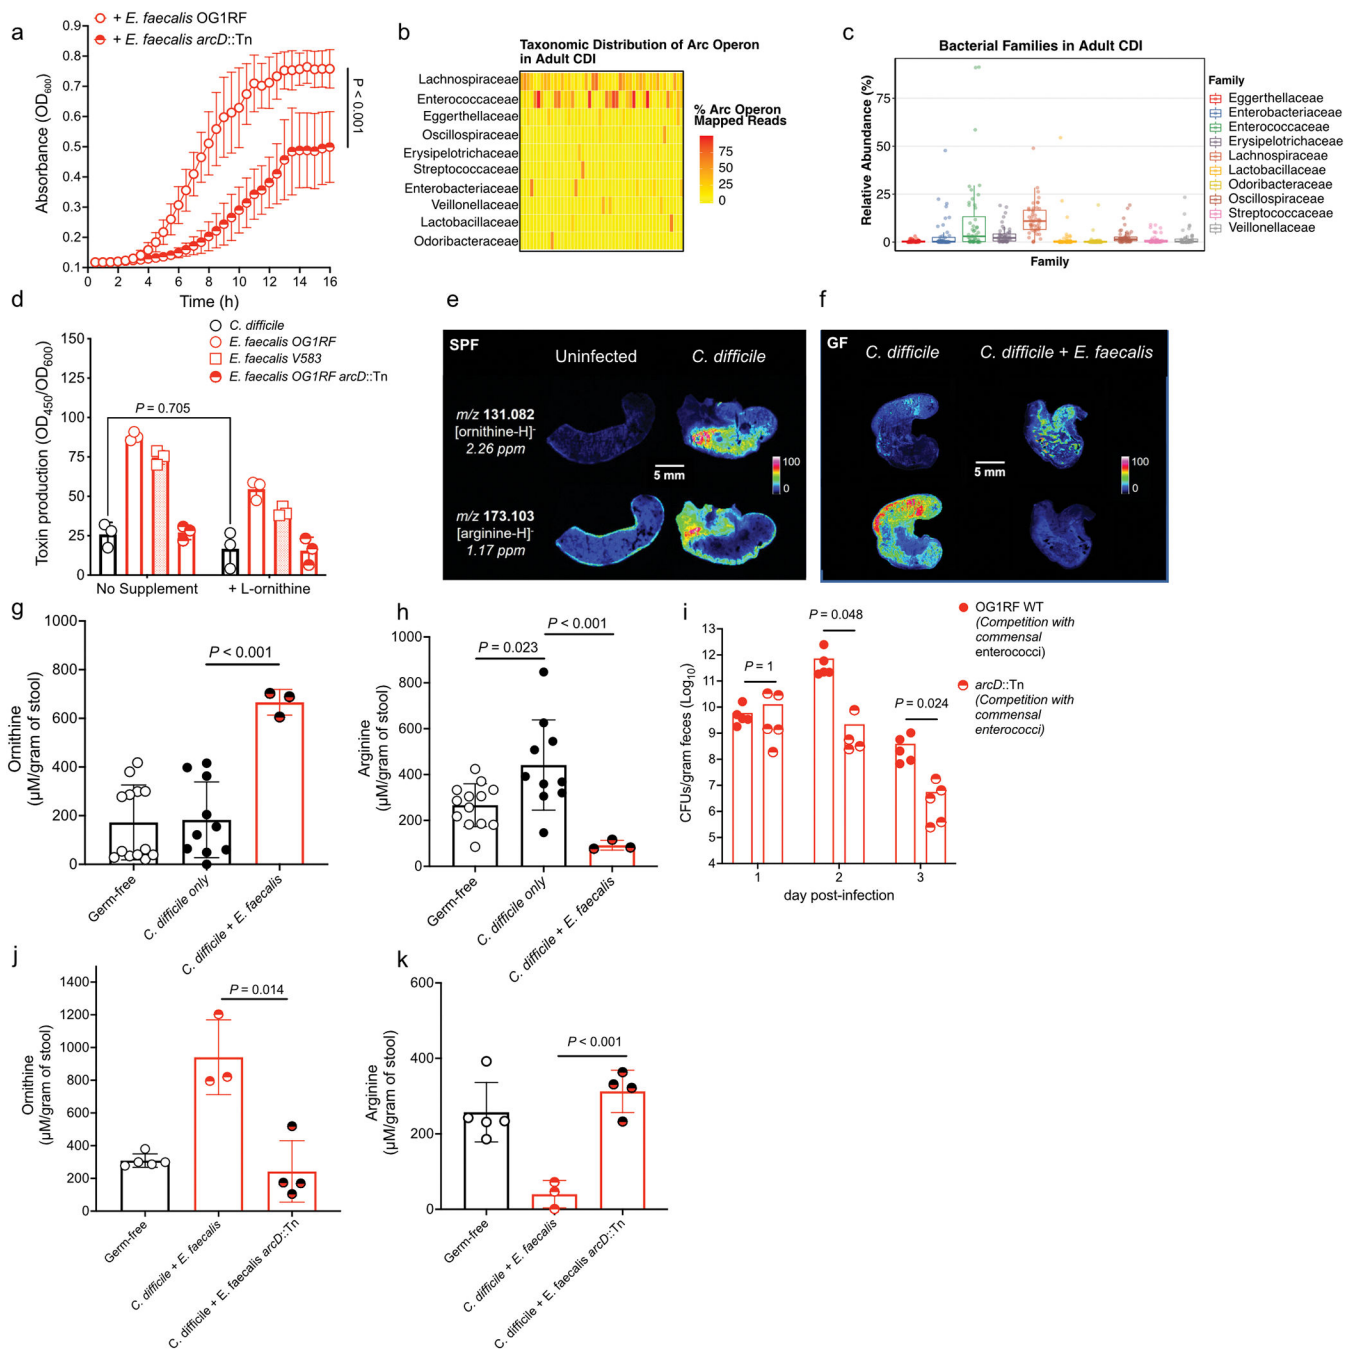 a
+ E. faecalis OG1RF
+ E. faecalis arcD::Tn
0.9
0.8
0.7
0.6
0.5
0.4
0.3
0.2
0.1
Absorbance (OD600)
P < 0.001
0 2 4 6 8 10 12 14 16
Time (h)
b
Taxonomic Distribution of Arc Operon
in Adult CDI
Lachnospiraceae
Enterococcaceae
Eggerthellaceae
Oscillospiraceae
Erysipelotrichaceae
Streptococcaceae
Enterobacteriaceae
Veillonellaceae
Lactobacillaceae
Odoribacteraceae
% Arc Operon
Mapped Reads
75
50
25
0
c
Bacterial Families in Adult CDI
Relative Abundance (%)
75
50
25
0
Family
Family
Eggerthellaceae
Enterobacteriaceae
Enterococcaceae
Erysipelotrichaceae
Lachnospiraceae
Lactobacillaceae
Odoribacteraceae
Oscillospiraceae
Streptococcaceae
Veillonellaceae
d
C. difficile
E. faecalis OG1RF
E. faecalis V583
E. faecalis OG1RF arcD::Tn
Toxin production (OD450/OD600)
150
125
100
75
50
25
0
P = 0.705
No Supplement + L-ornithine
e
SPF
Uninfected C. difficile
m/z 131.082
[ornithine-H]-
2.26 ppm
5 mm
100
0
m/z 173.103
[arginine-H]-
1.17 ppm
f
GF
C. difficile C. difficile + E. faecalis
5 mm
100
0
g
Ornithine
(µM/gram of stool)
1000
800
600
400
200
0
P < 0.001
Germ-free
C. difficile only
C. difficile + E. faecalis
h
Arginine
(µM/gram of stool)
1000
800
600
400
200
0
P = 0.023
P < 0.001
Germ-free
C. difficile only
C. difficile + E. faecalis
i
CFUs/gram feces (Log10)
13
12
11
10
9
8
7
6
5
4
P = 1
P = 0.048
P = 0.024
1 2 3
day post-infection
OG1RF WT
(Competition with
commensal
enterococci)
arcD::Tn
(Competition with
commensal
enterococci)
j
Ornithine
(µM/gram of stool)
1400
1200
1000
800
600
400
200
0
P = 0.014
Germ-free
C. difficile + E. faecalis
C. difficile + E. faecalis arcD::Tn
k
Arginine
(µM/gram of stool)
600
400
200
0
P < 0.001
Germ-free
C. difficile + E. faecalis
C. difficile + E. faecalis arcD::Tn